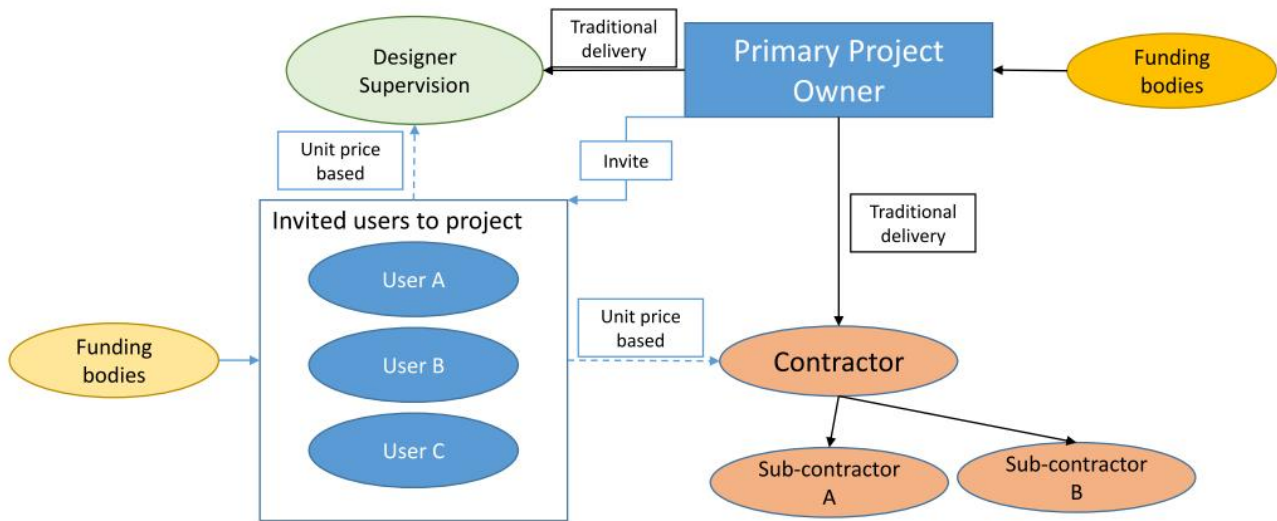 Traditional
delivery
Designer
Supervision
Primary Project
Owner
Funding
bodies
Unit price
based
Invite
Invited users to project
Traditional
delivery
User A
Unit price
based
Funding
bodies
User B
Contractor
User C
Sub-contractor
A
Sub-contractor
B